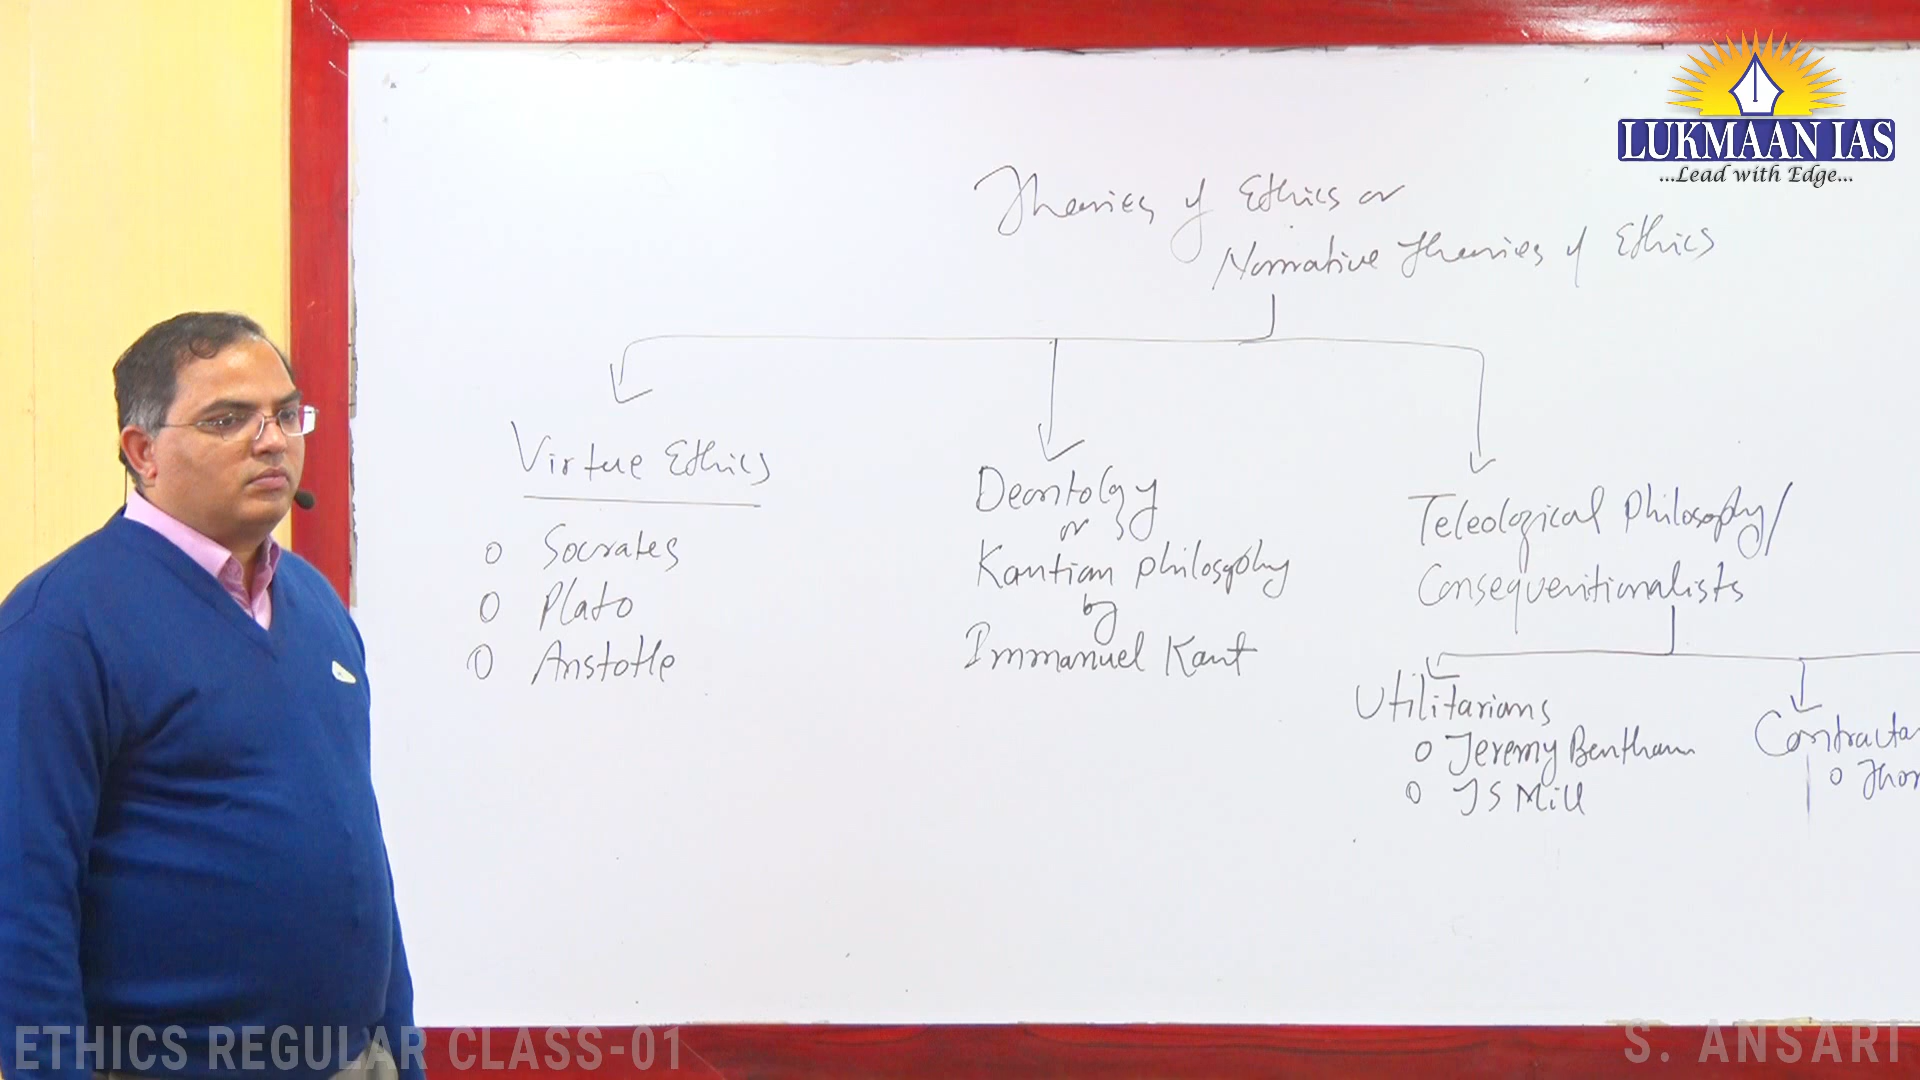 LUKMAAN IAS
...Lead with Edge...
Theories of Ethics or
Normative Theories of Ethics
Virtue Ethics
o Socrates
o Plato
o Aristotle
Deontology
or
Kantian Philosophy
by
Immanuel Kant
Teleological Philosophy/
Consequentionalists
Utilitarians
o Jeremy Bentham
o JS Mill
Contracta
o Thom
ETHICS REGULAR CLASS-01
S. ANSARI